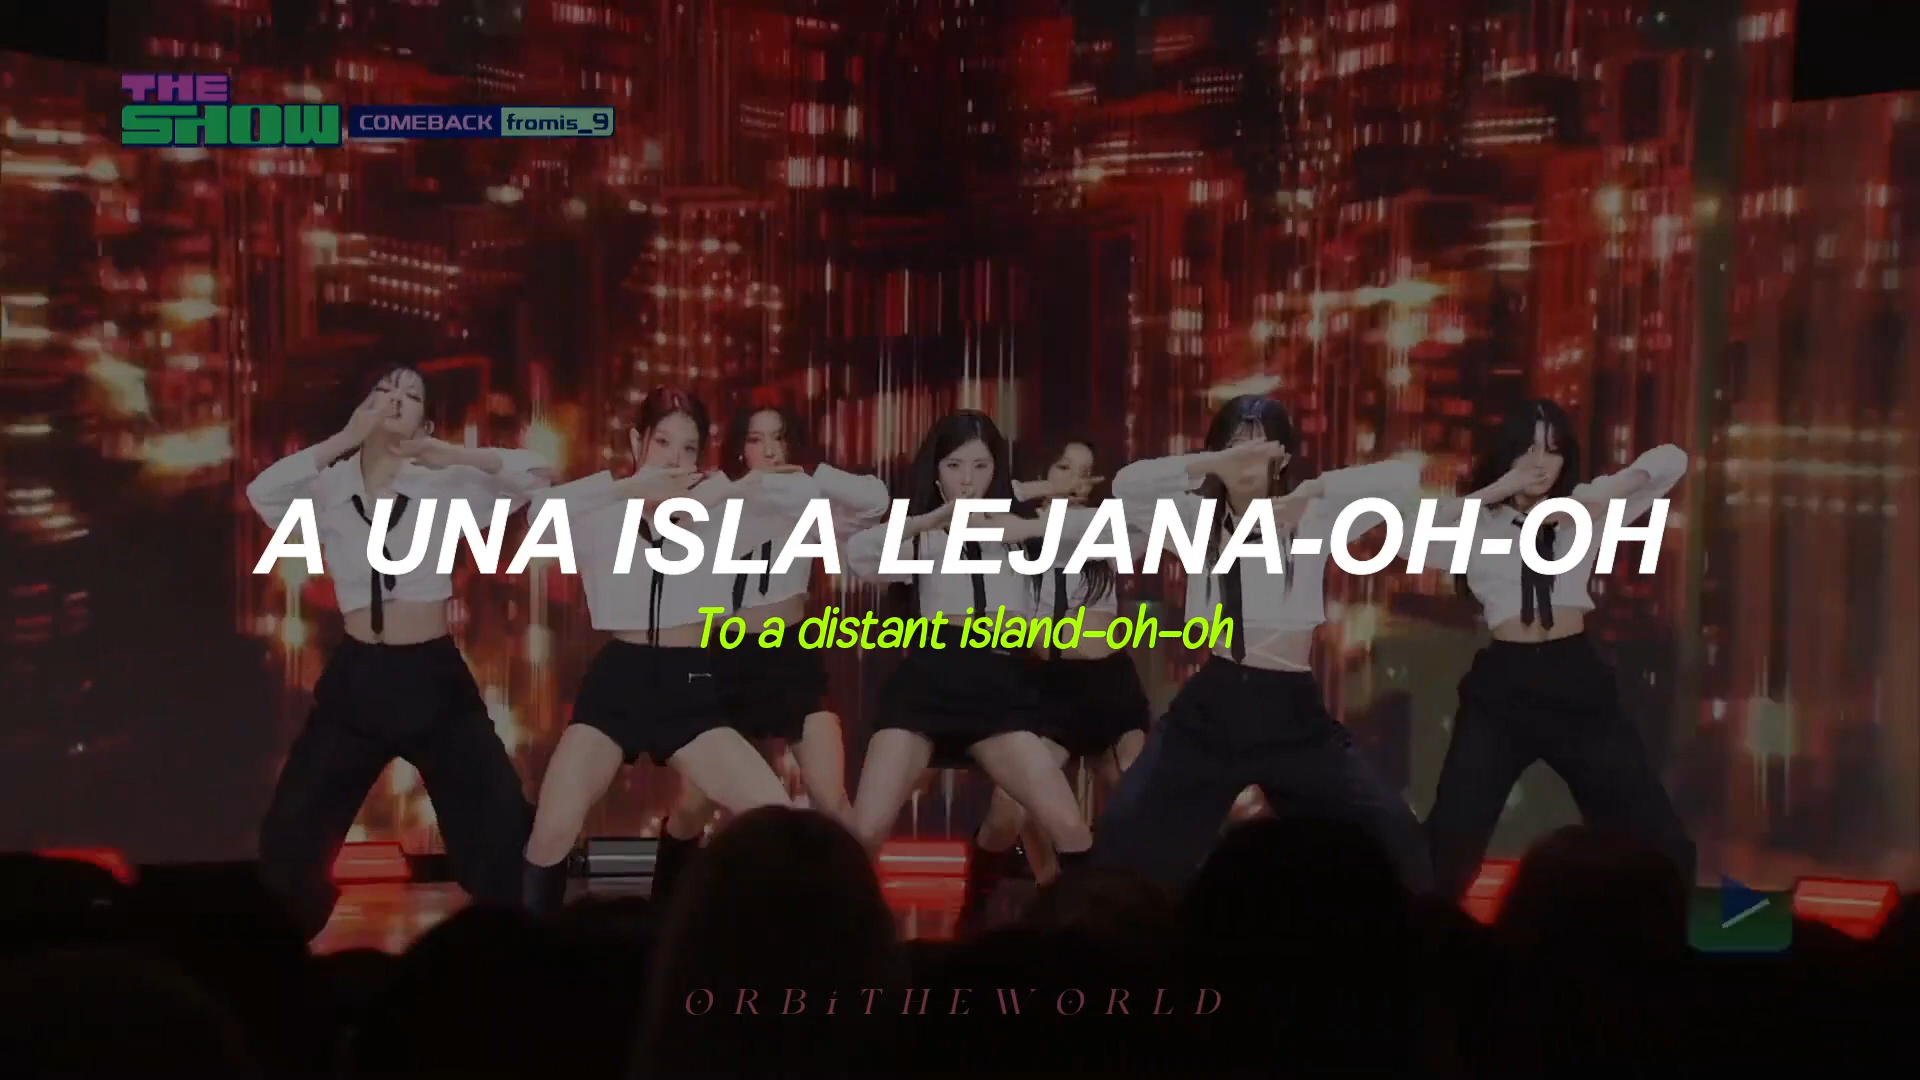 THE
SHOW COMEBACK fromis_9
A UNA ISLA LEJANA-OH-OH
To a distant island-oh-oh
ORBiTHEWORLD